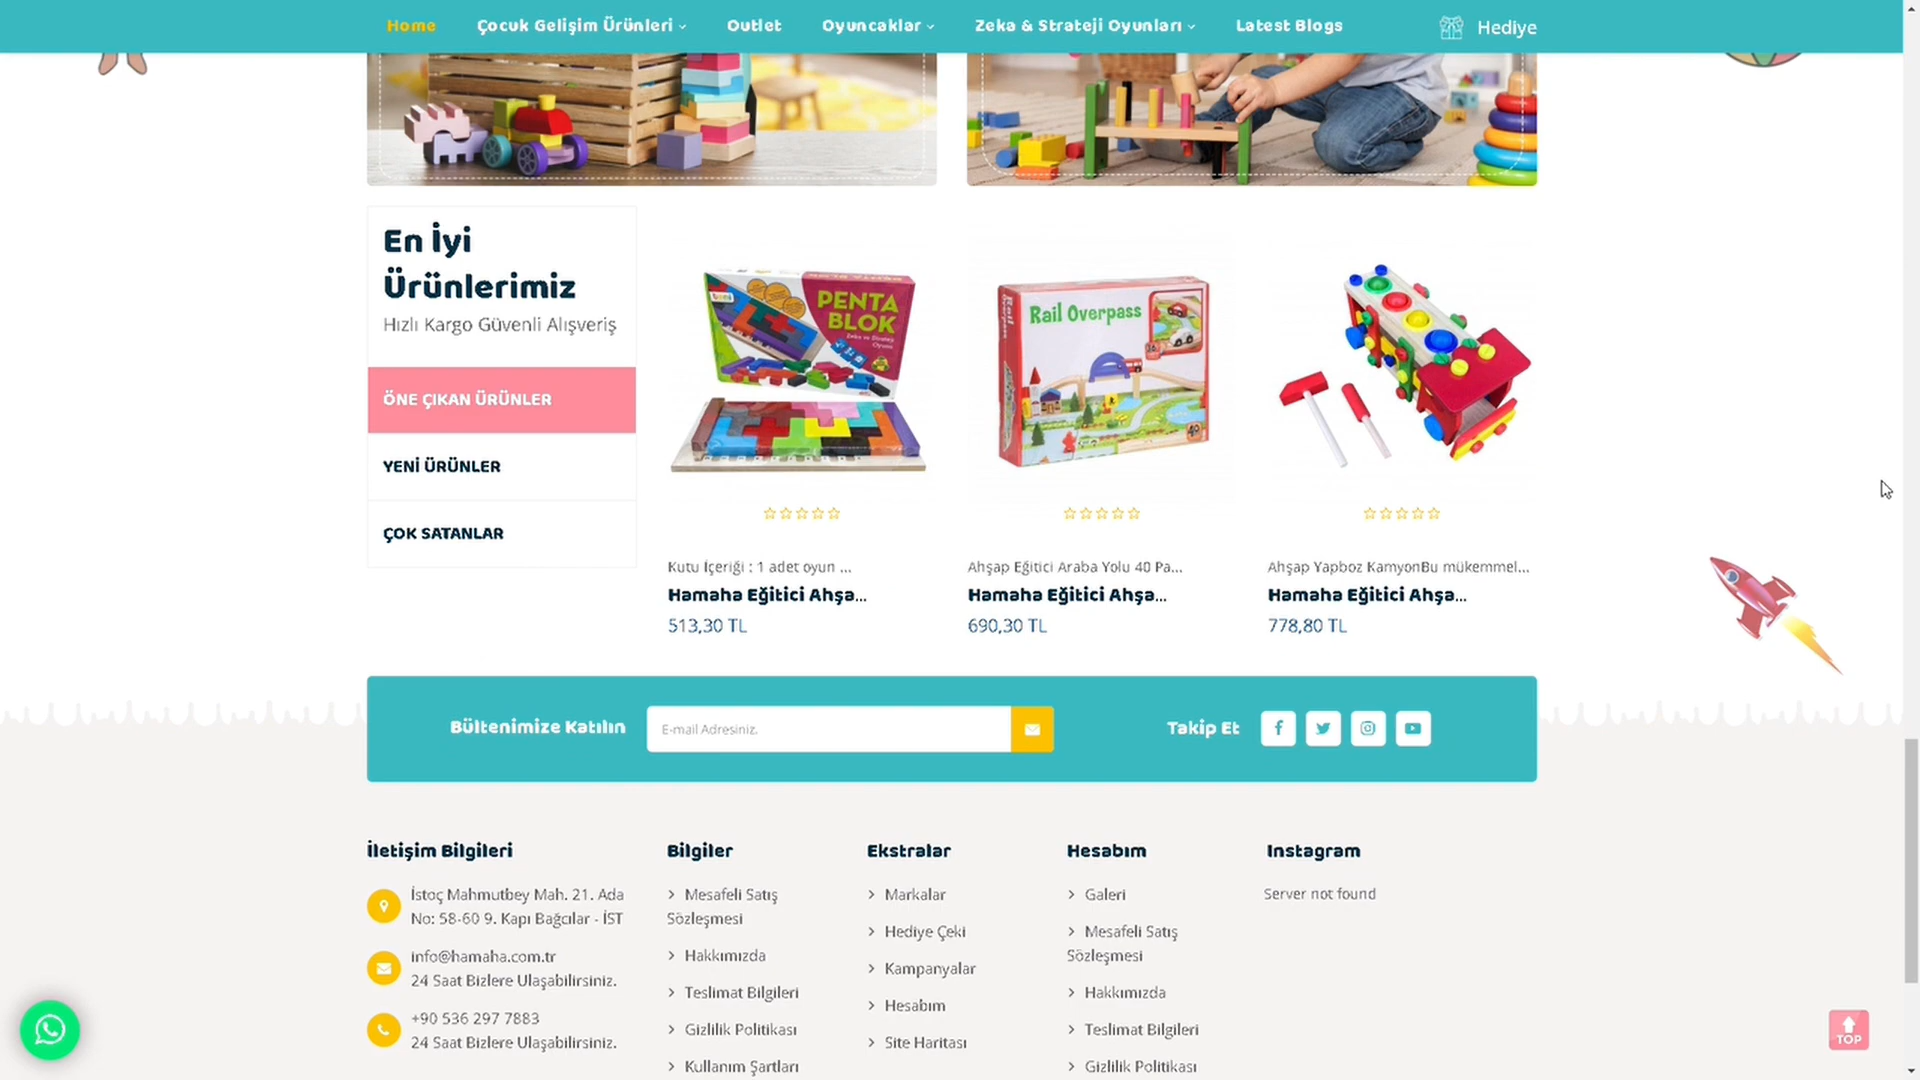 Home
Çocuk Gelişim Ürünleri
Outlet
Oyuncaklar
Zeka & Strateji Oyunları
Latest Blogs
Hediye
En İyi
Ürünlerimiz
Hızlı Kargo Güvenli Alışveriş
ÖNE ÇIKAN ÜRÜNLER
YENİ ÜRÜNLER
ÇOK SATANLAR
PENTA
BLOK
Zeka ve Strateji
Oyunu
Rail Overpass
Rail Overpass
Kutu İçeriği : 1 adet oyun ...
Hamaha Eğitici Ahşa...
513,30 TL
Ahşap Eğitici Araba Yolu 40 Pa...
Hamaha Eğitici Ahşa...
690,30 TL
Ahşap Yapboz KamyonBu mükemmel...
Hamaha Eğitici Ahşa...
778,80 TL
Bültenimize Katılın
E-mail Adresiniz.
Takip Et
İletişim Bilgileri
İstoç Mahmutbey Mah. 21. Ada
No: 58-60 9. Kapı Bağcılar - İST
info@hamaha.com.tr
24 Saat Bizlere Ulaşabilirsiniz.
+90 536 297 7883
24 Saat Bizlere Ulaşabilirsiniz.
Bilgiler
Mesafeli Satış
Sözleşmesi
Hakkımızda
Teslimat Bilgileri
Gizlilik Politikası
Kullanım Şartları
Ekstralar
Markalar
Hediye Çeki
Kampanyalar
Hesabım
Site Haritası
Hesabım
Galeri
Mesafeli Satış
Sözleşmesi
Hakkımızda
Teslimat Bilgileri
Gizlilik Politikası
Instagram
Server not found
TOP